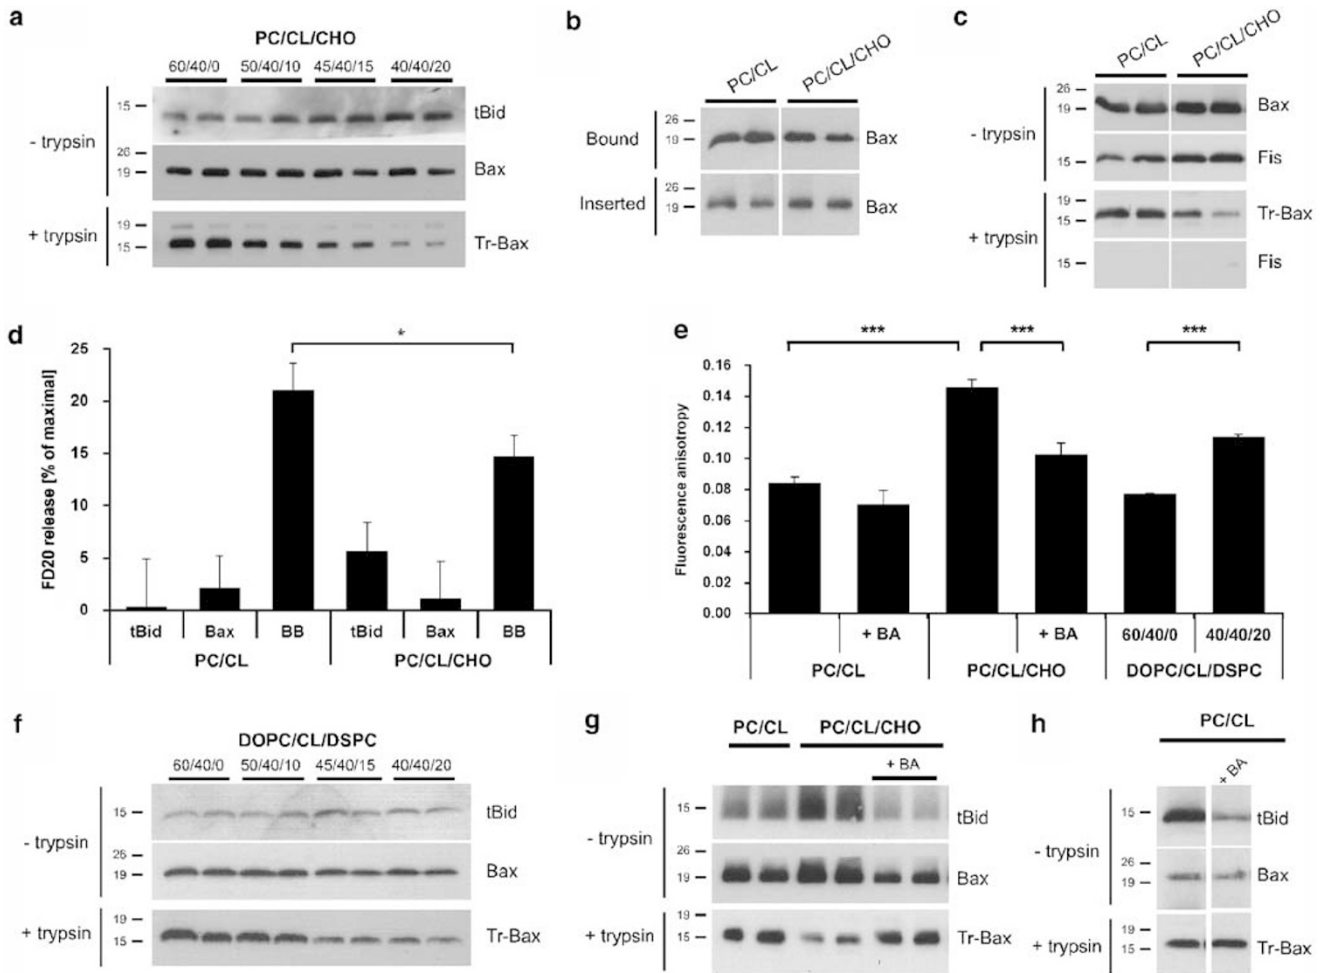 a
PC/CL/CHO
60/40/0 50/40/10 45/40/15 40/40/20
- trypsin
15
tBid
26
19
Bax
+ trypsin
19
15
Tr-Bax
b
PC/CL PC/CL/CHO
Bound
26
19
Bax
Inserted
26
19
Bax
c
PC/CL PC/CL/CHO
- trypsin
26
19
Bax
15
Fis
+ trypsin
19
15
Tr-Bax
15
Fis
d
*
FD20 release [% of maximal]
25
20
15
10
5
0
tBid Bax BB tBid Bax BB
PC/CL PC/CL/CHO
e
*** *** ***
Fluorescence anisotropy
0.16
0.14
0.12
0.10
0.08
0.06
0.04
0.02
0.00
+ BA + BA 60/40/0 40/40/20
PC/CL PC/CL/CHO DOPC/CL/DSPC
f
DOPC/CL/DSPC
60/40/0 50/40/10 45/40/15 40/40/20
- trypsin
15
tBid
26
19
Bax
+ trypsin
19
15
Tr-Bax
g
PC/CL PC/CL/CHO
+ BA
- trypsin
15
tBid
26
19
Bax
+ trypsin
19
15
Tr-Bax
h
PC/CL
+ BA
- trypsin
15
tBid
26
19
Bax
+ trypsin
19
15
Tr-Bax